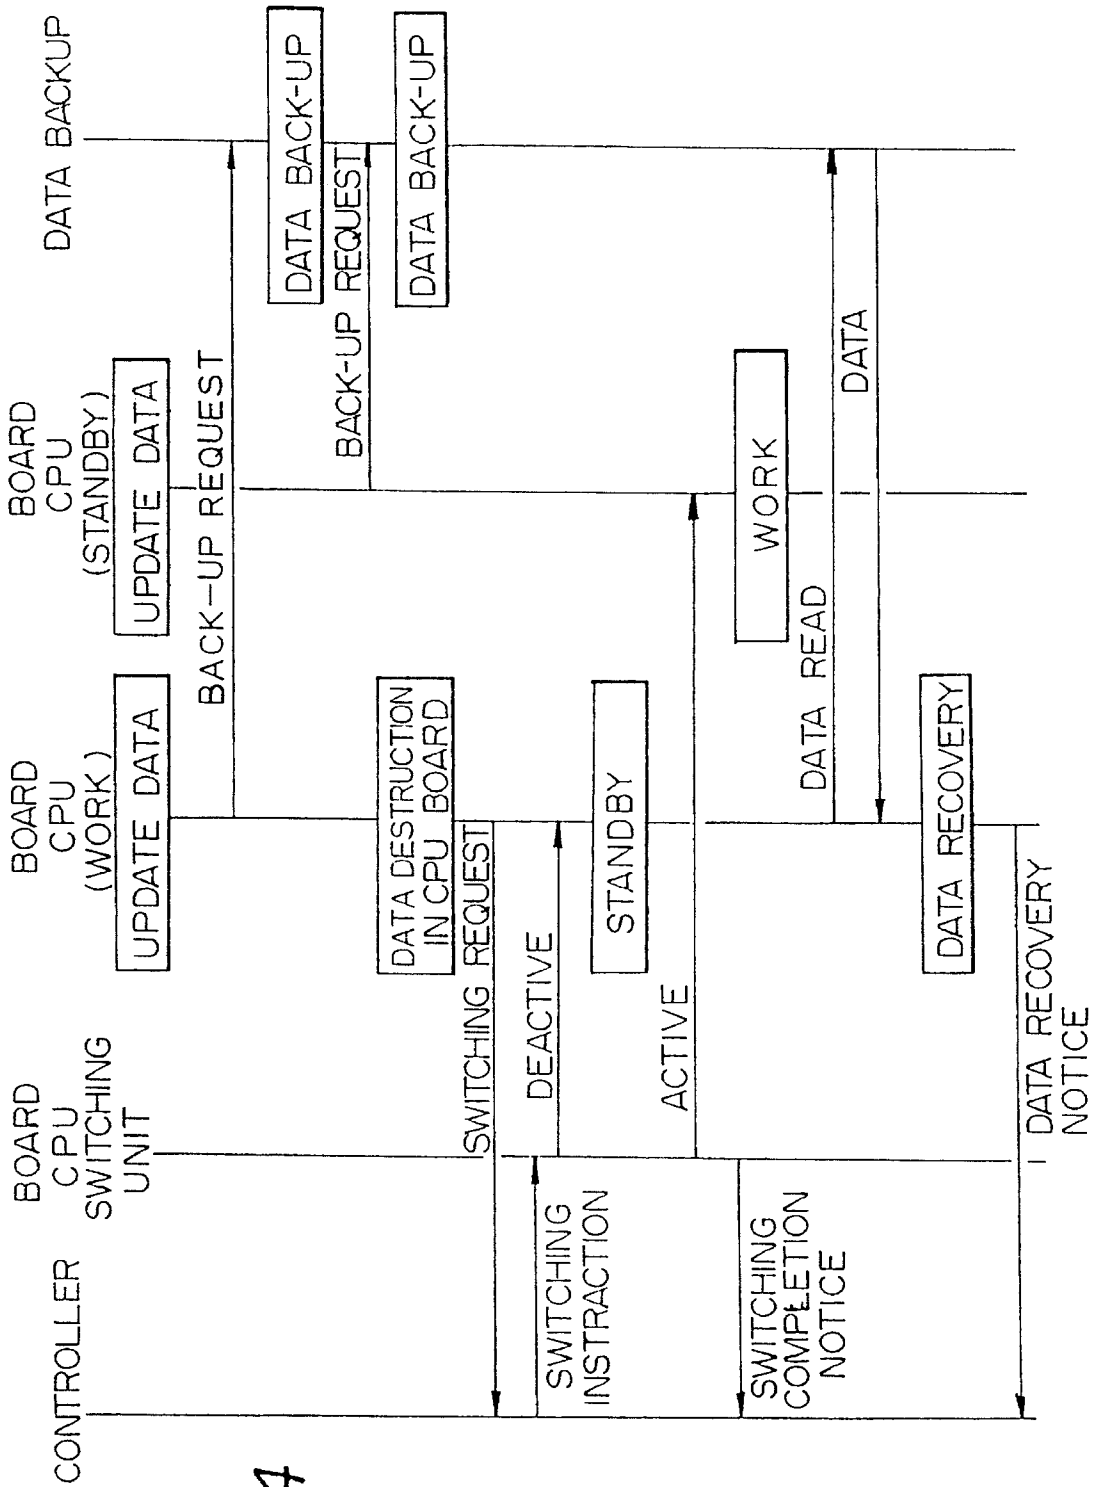 CONTROLLER
BOARD
CPU
SWITCHING
UNIT
BOARD
CPU
(WORK)
BOARD
CPU
(STANDBY)
DATA BACKUP
UPDATE DATA
UPDATE DATA
BACK-UP REQUEST
DATA BACK-UP
BACK-UP REQUEST
DATA BACK-UP
DATA DESTRUCTION
IN CPU BOARD
SWITCHING REQUEST
SWITCHING
INSTRACTION
DEACTIVE
STANDBY
ACTIVE
SWITCHING
COMPLETION
NOTICE
WORK
DATA READ
DATA
DATA RECOVERY
DATA RECOVERY
NOTICE
4